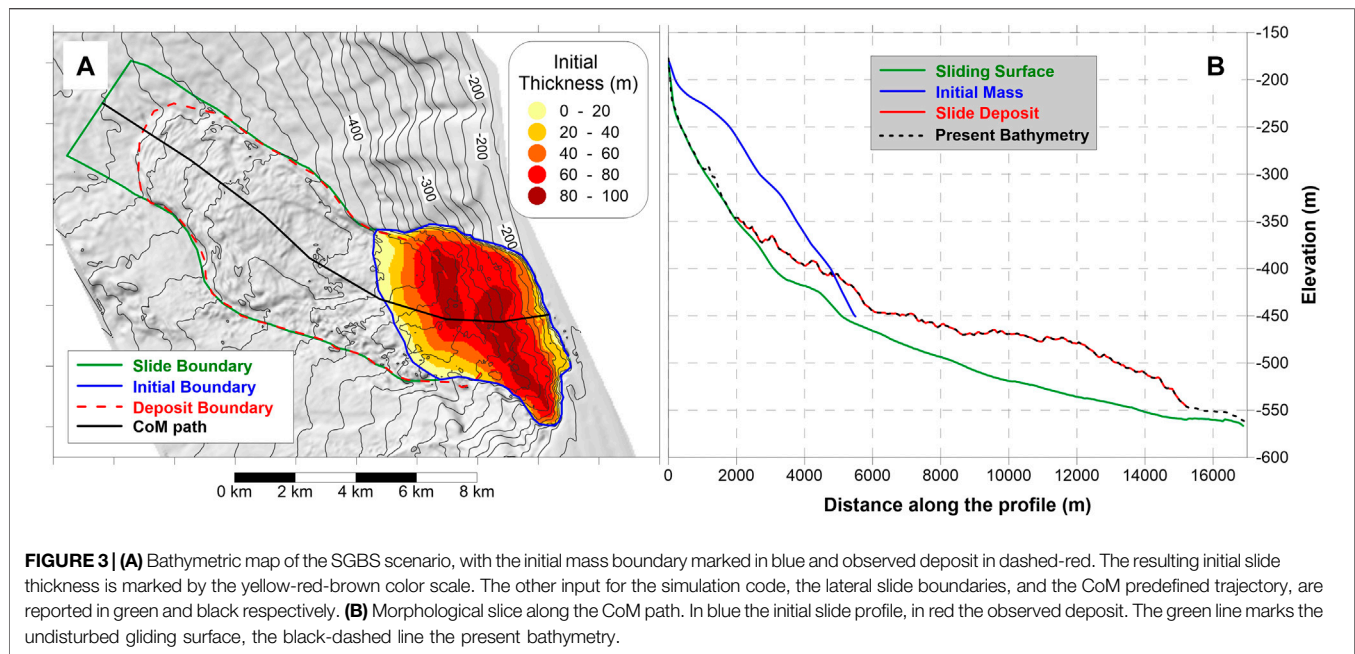 A
Initial
Thickness (m)
0 - 20
20 - 40
40 - 60
60 - 80
80 - 100
-200
-400
-200
-300
-200
Slide Boundary
Initial Boundary
Deposit Boundary
CoM path
0 km 2 km 4 km 6 km 8 km
B
Sliding Surface
Initial Mass
Slide Deposit
Present Bathymetry
-150
-200
-250
-300
-350
-400
-450
-500
-550
-600
Elevation (m)
0 2000 4000 6000 8000 10000 12000 14000 16000
Distance along the profile (m)
FIGURE 3 | (A) Bathymetric map of the SGBS scenario, with the initial mass boundary marked in blue and observed deposit in dashed-red. The resulting initial slide
thickness is marked by the yellow-red-brown color scale. The other input for the simulation code, the lateral slide boundaries, and the CoM predefined trajectory, are
reported in green and black respectively. (B) Morphological slice along the CoM path. In blue the initial slide profile, in red the observed deposit. The green line marks the
undisturbed gliding surface, the black-dashed line the present bathymetry.